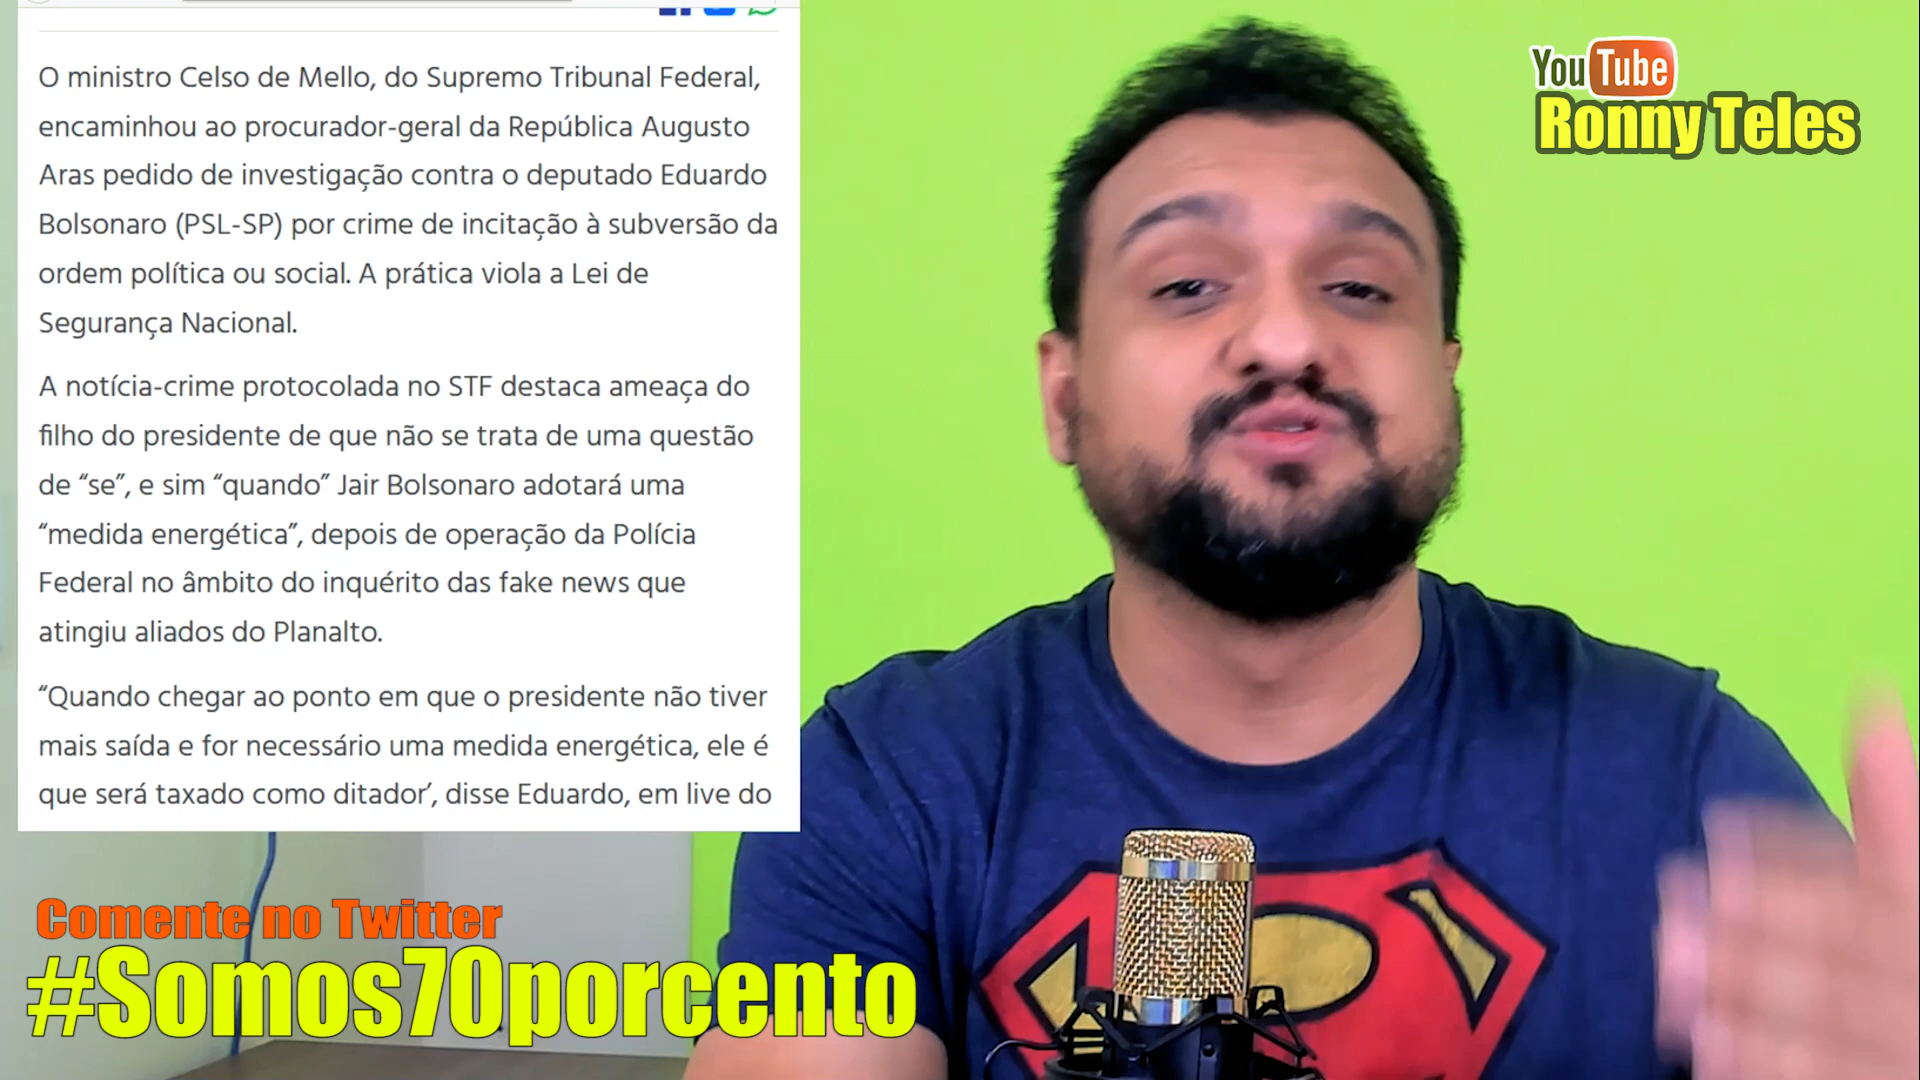 O ministro Celso de Mello, do Supremo Tribunal Federal,
encaminhou ao procurador-geral da República Augusto
Aras pedido de investigação contra o deputado Eduardo
Bolsonaro (PSL-SP) por crime de incitação à subversão da
ordem política ou social. A prática viola a Lei de
Segurança Nacional.
A notícia-crime protocolada no STF destaca ameaça do
filho do presidente de que não se trata de uma questão
de “se”, e sim “quando” Jair Bolsonaro adotará uma
“medida energética”, depois de operação da Polícia
Federal no âmbito do inquérito das fake news que
atingiu aliados do Planalto.
“Quando chegar ao ponto em que o presidente não tiver
mais saída e for necessário uma medida energética, ele é
que será taxado como ditador’, disse Eduardo, em live do
YouTube
Ronny Teles
Comente no Twitter
#Somos70porcento